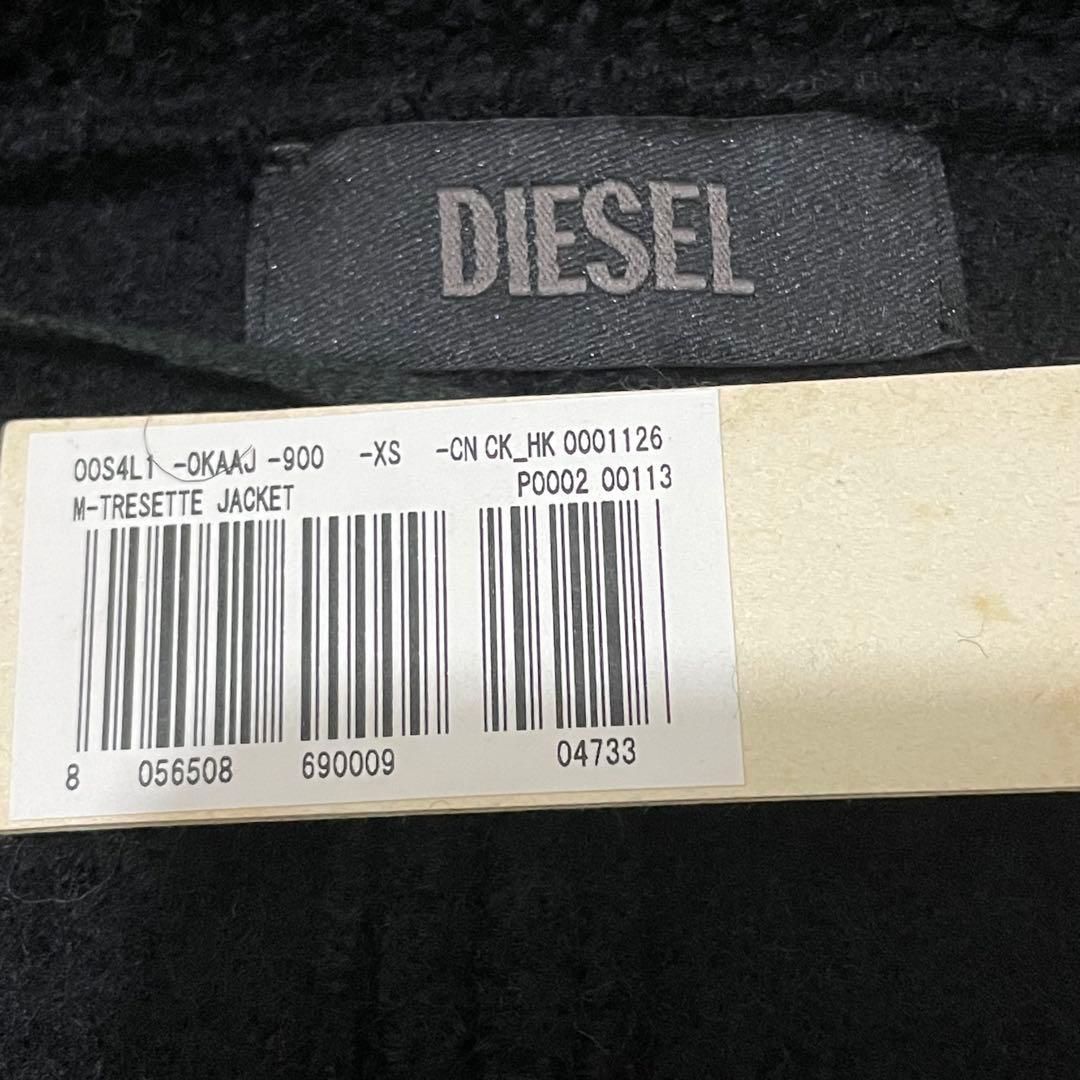 DIESEL
00S4L1 -0KAAJ -900 -XS -CN CK_HK 0001126
M-TRESETTE JACKET P0002 00113
8 056508 690009 04733